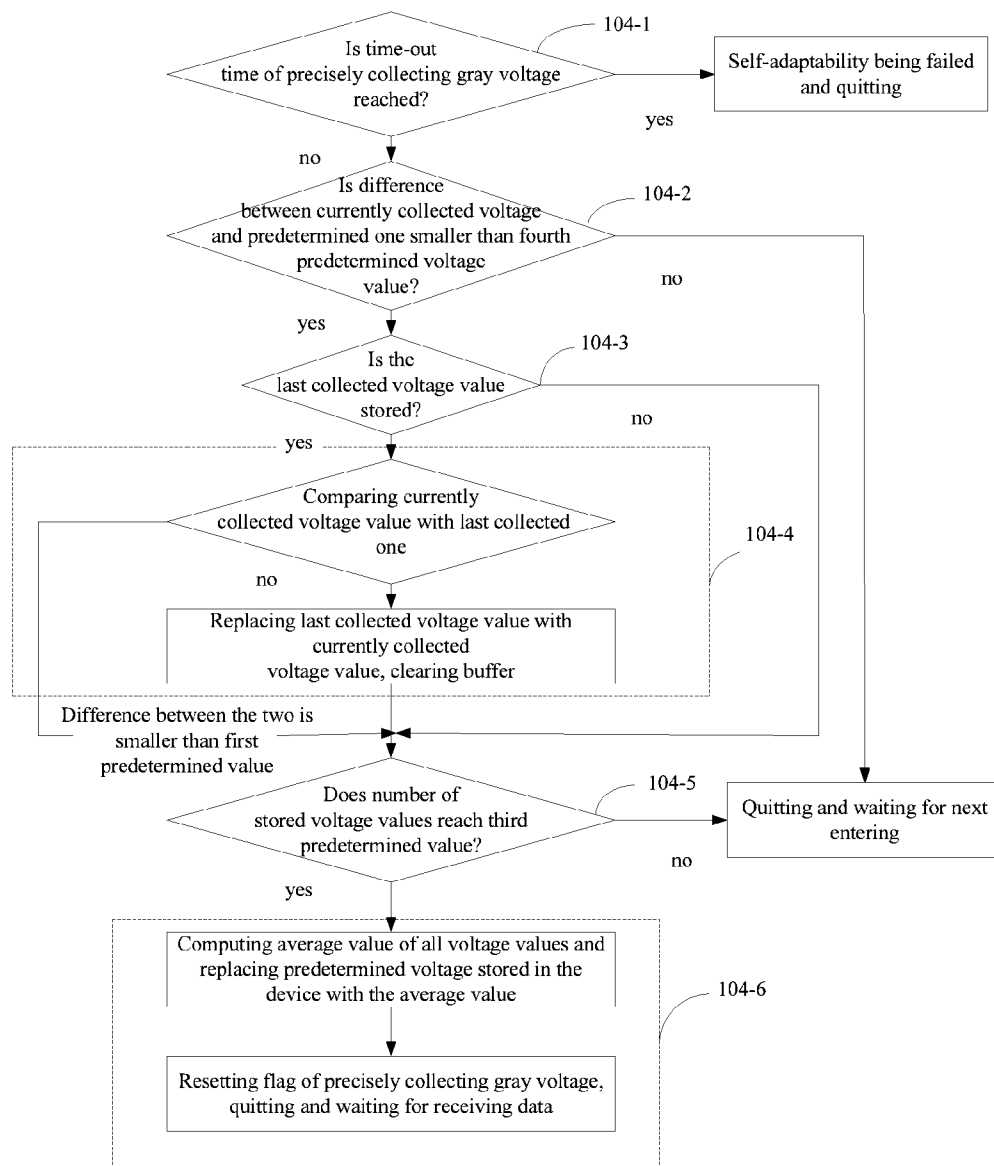 104-1
Is time-out
time of precisely collecting gray voltage
reached?
Self-adaptability being failed
and quitting
yes
no
Is difference
between currently collected voltage
and predetermined one smaller than fourth
predetermined voltage
value?
104-2
no
yes
Is the
last collected voltage value
stored?
104-3
no
yes
Comparing currently
collected voltage value with last collected
one
104-4
no
Replacing last collected voltage value with
currently collected
voltage value, clearing buffer
Difference between the two is
smaller than first
predetermined value
Does number of
stored voltage values reach third
predetermined value?
104-5
Quitting and waiting for next
entering
no
yes
Computing average value of all voltage values and
replacing predetermined voltage stored in the
device with the average value
104-6
Resetting flag of precisely collecting gray voltage,
quitting and waiting for receiving data